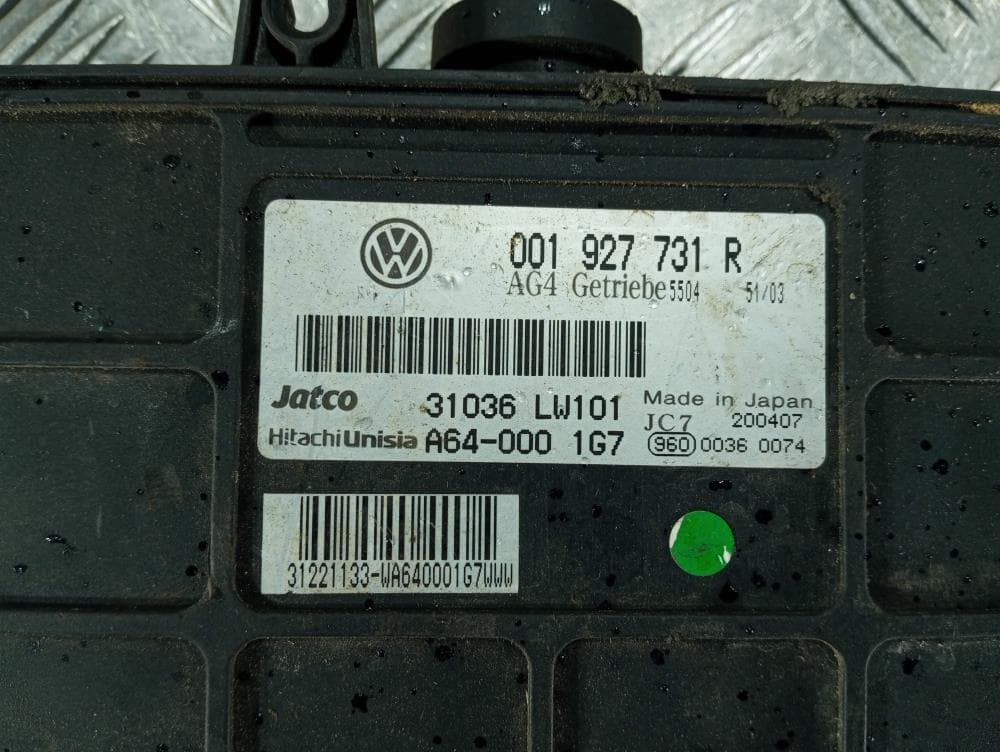 001 927 731 R
AG4 Getriebe 5504 51/03
Jatco 31036 LW101 Made in Japan
JC7 200407
HitachiUnisia A64-000 1G7 960 0036 0074
31221133-WA640001G7WWW